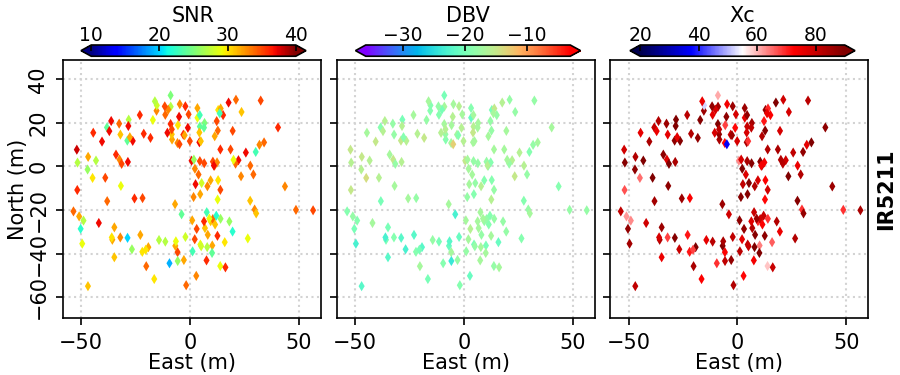 SNR DBV Xc
10 20 30 40 −30 −20 −10 20 40 60 80
North (m)
40
20
0
−20
−40
−60
−50 0 50 −50 0 50 −50 0 50
East (m) East (m) East (m)
IR5211